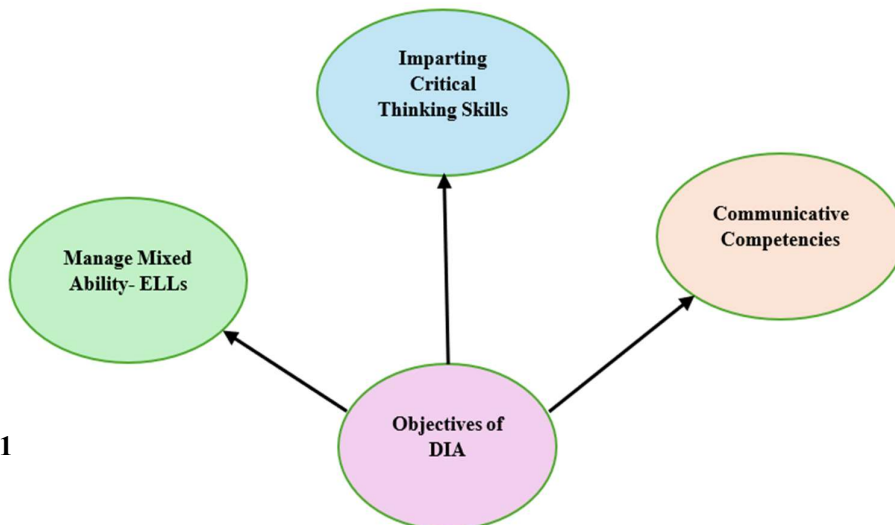 Imparting
Critical
Thinking Skills
Communicative
Competencies
Manage Mixed
Ability- ELLs
Objectives of
DIA
1